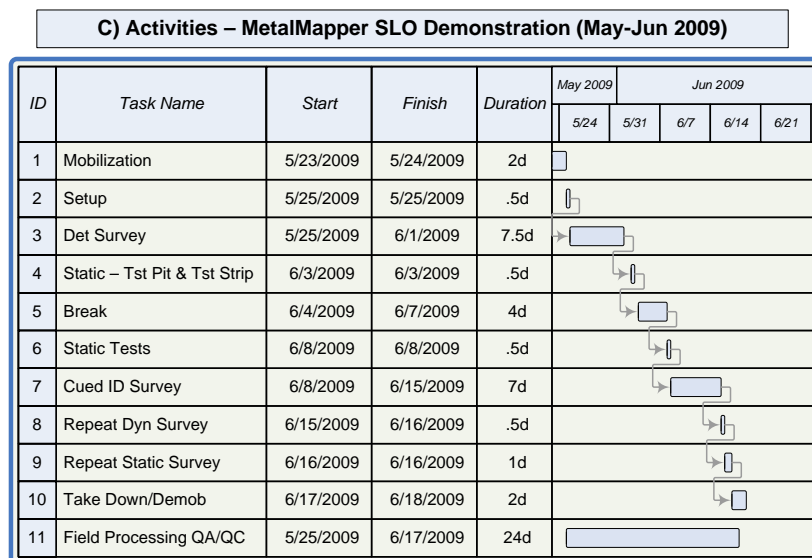 C) Activities – MetalMapper SLO Demonstration (May-Jun 2009)
ID Task Name Start Finish Duration May 2009 Jun 2009
5/24 5/31 6/7 6/14 6/21
1 Mobilization 5/23/2009 5/24/2009 2d
2 Setup 5/25/2009 5/25/2009 .5d
3 Det Survey 5/25/2009 6/1/2009 7.5d
4 Static – Tst Pit & Tst Strip 6/3/2009 6/3/2009 .5d
5 Break 6/4/2009 6/7/2009 4d
6 Static Tests 6/8/2009 6/8/2009 .5d
7 Cued ID Survey 6/8/2009 6/15/2009 7d
8 Repeat Dyn Survey 6/15/2009 6/16/2009 .5d
9 Repeat Static Survey 6/16/2009 6/16/2009 1d
10 Take Down/Demob 6/17/2009 6/18/2009 2d
11 Field Processing QA/QC 5/25/2009 6/17/2009 24d